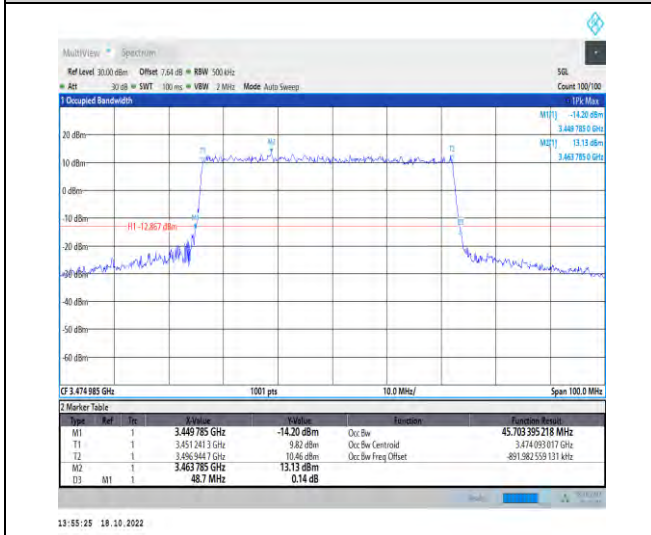 MultiView Spectrum
Ref Level 30.00 dBm Offset 7.64 dB RBW 500 kHz SGL
Att 30 dB SWT 100 ms VBW 2 MHz Mode Auto Sweep Count 100/100
1 Occupied Bandwidth 1Pk Max
M1[1] -14.20 dBm
3.449 785 0 GHz
M2[1] 13.13 dBm
3.463 785 0 GHz
20 dBm
M2
T1
T2
10 dBm
0 dBm
-10 dBm
M1
D3
H1 -12.867 dBm
-20 dBm
-30 dBm
-40 dBm
-50 dBm
-60 dBm
CF 3.474 985 GHz 1001 pts 10.0 MHz/ Span 100.0 MHz
2 Marker Table
Type Ref Trc X-Value Y-Value Function Function Result
M1 1 3.449 785 GHz -14.20 dBm Occ Bw 45.703 395 218 MHz
T1 1 3.451 241 3 GHz 9.82 dBm Occ Bw Centroid 3.474 093 017 GHz
T2 1 3.496 944 7 GHz 10.46 dBm Occ Bw Freq Offset -891.982 559 131 kHz
M2 1 3.463 785 GHz 13.13 dBm
D3 M1 1 48.7 MHz 0.14 dB
13:55:25 18.10.2022